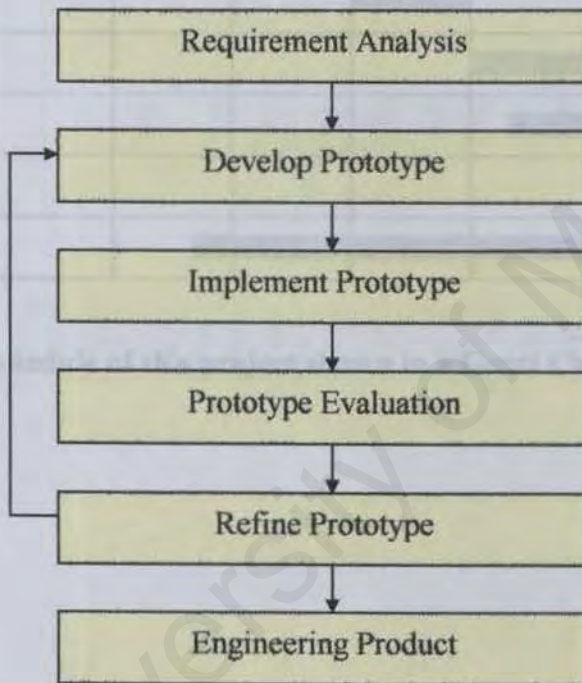 Requirement Analysis
Develop Prototype
Implement Prototype
Prototype Evaluation
Refine Prototype
Engineering Product